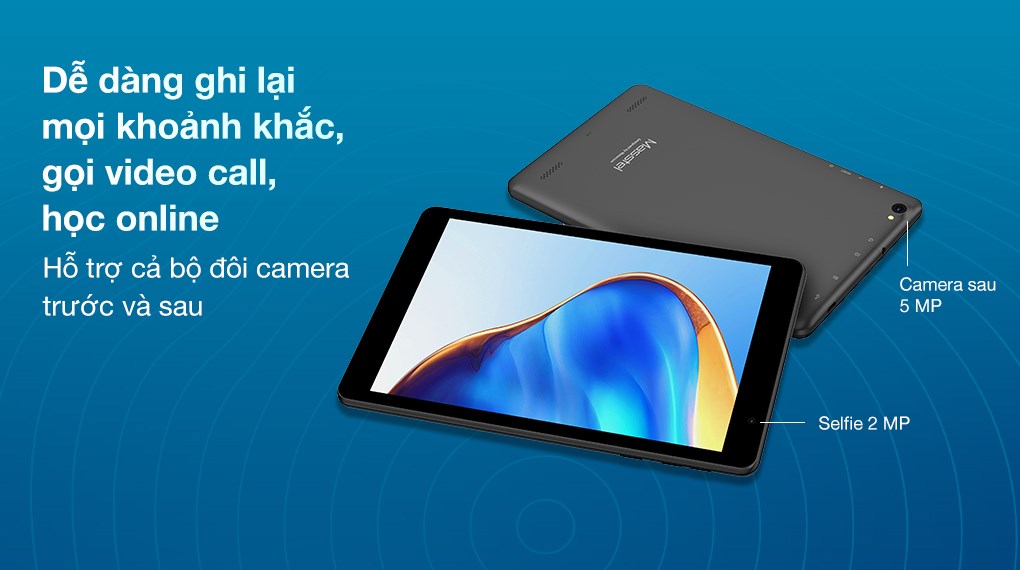 Dễ dàng ghi lại
mọi khoảnh khắc,
gọi video call,
học online
Hỗ trợ cả bộ đôi camera
trước và sau
Masstel
Camera sau
5 MP
Selfie 2 MP